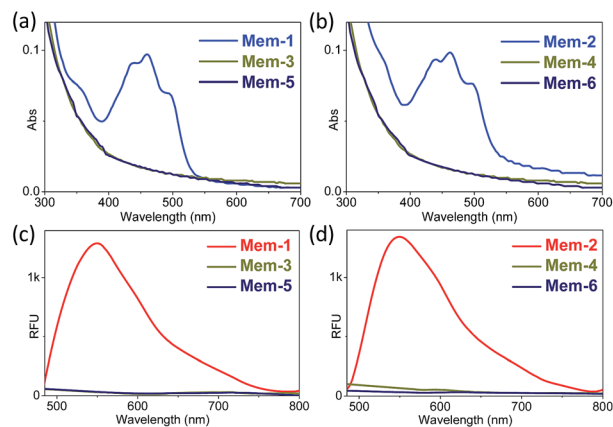 (a)
Mem-1
Mem-3
Mem-5
0.1
0.0
Abs
300 400 500 600 700
Wavelength (nm)
(b)
Mem-2
Mem-4
Mem-6
0.1
0.0
Abs
300 400 500 600 700
Wavelength (nm)
(c)
Mem-1
Mem-3
Mem-5
1k
0
RFU
500 600 700 800
Wavelength (nm)
(d)
Mem-2
Mem-4
Mem-6
1k
0
RFU
500 600 700 800
Wavelength (nm)